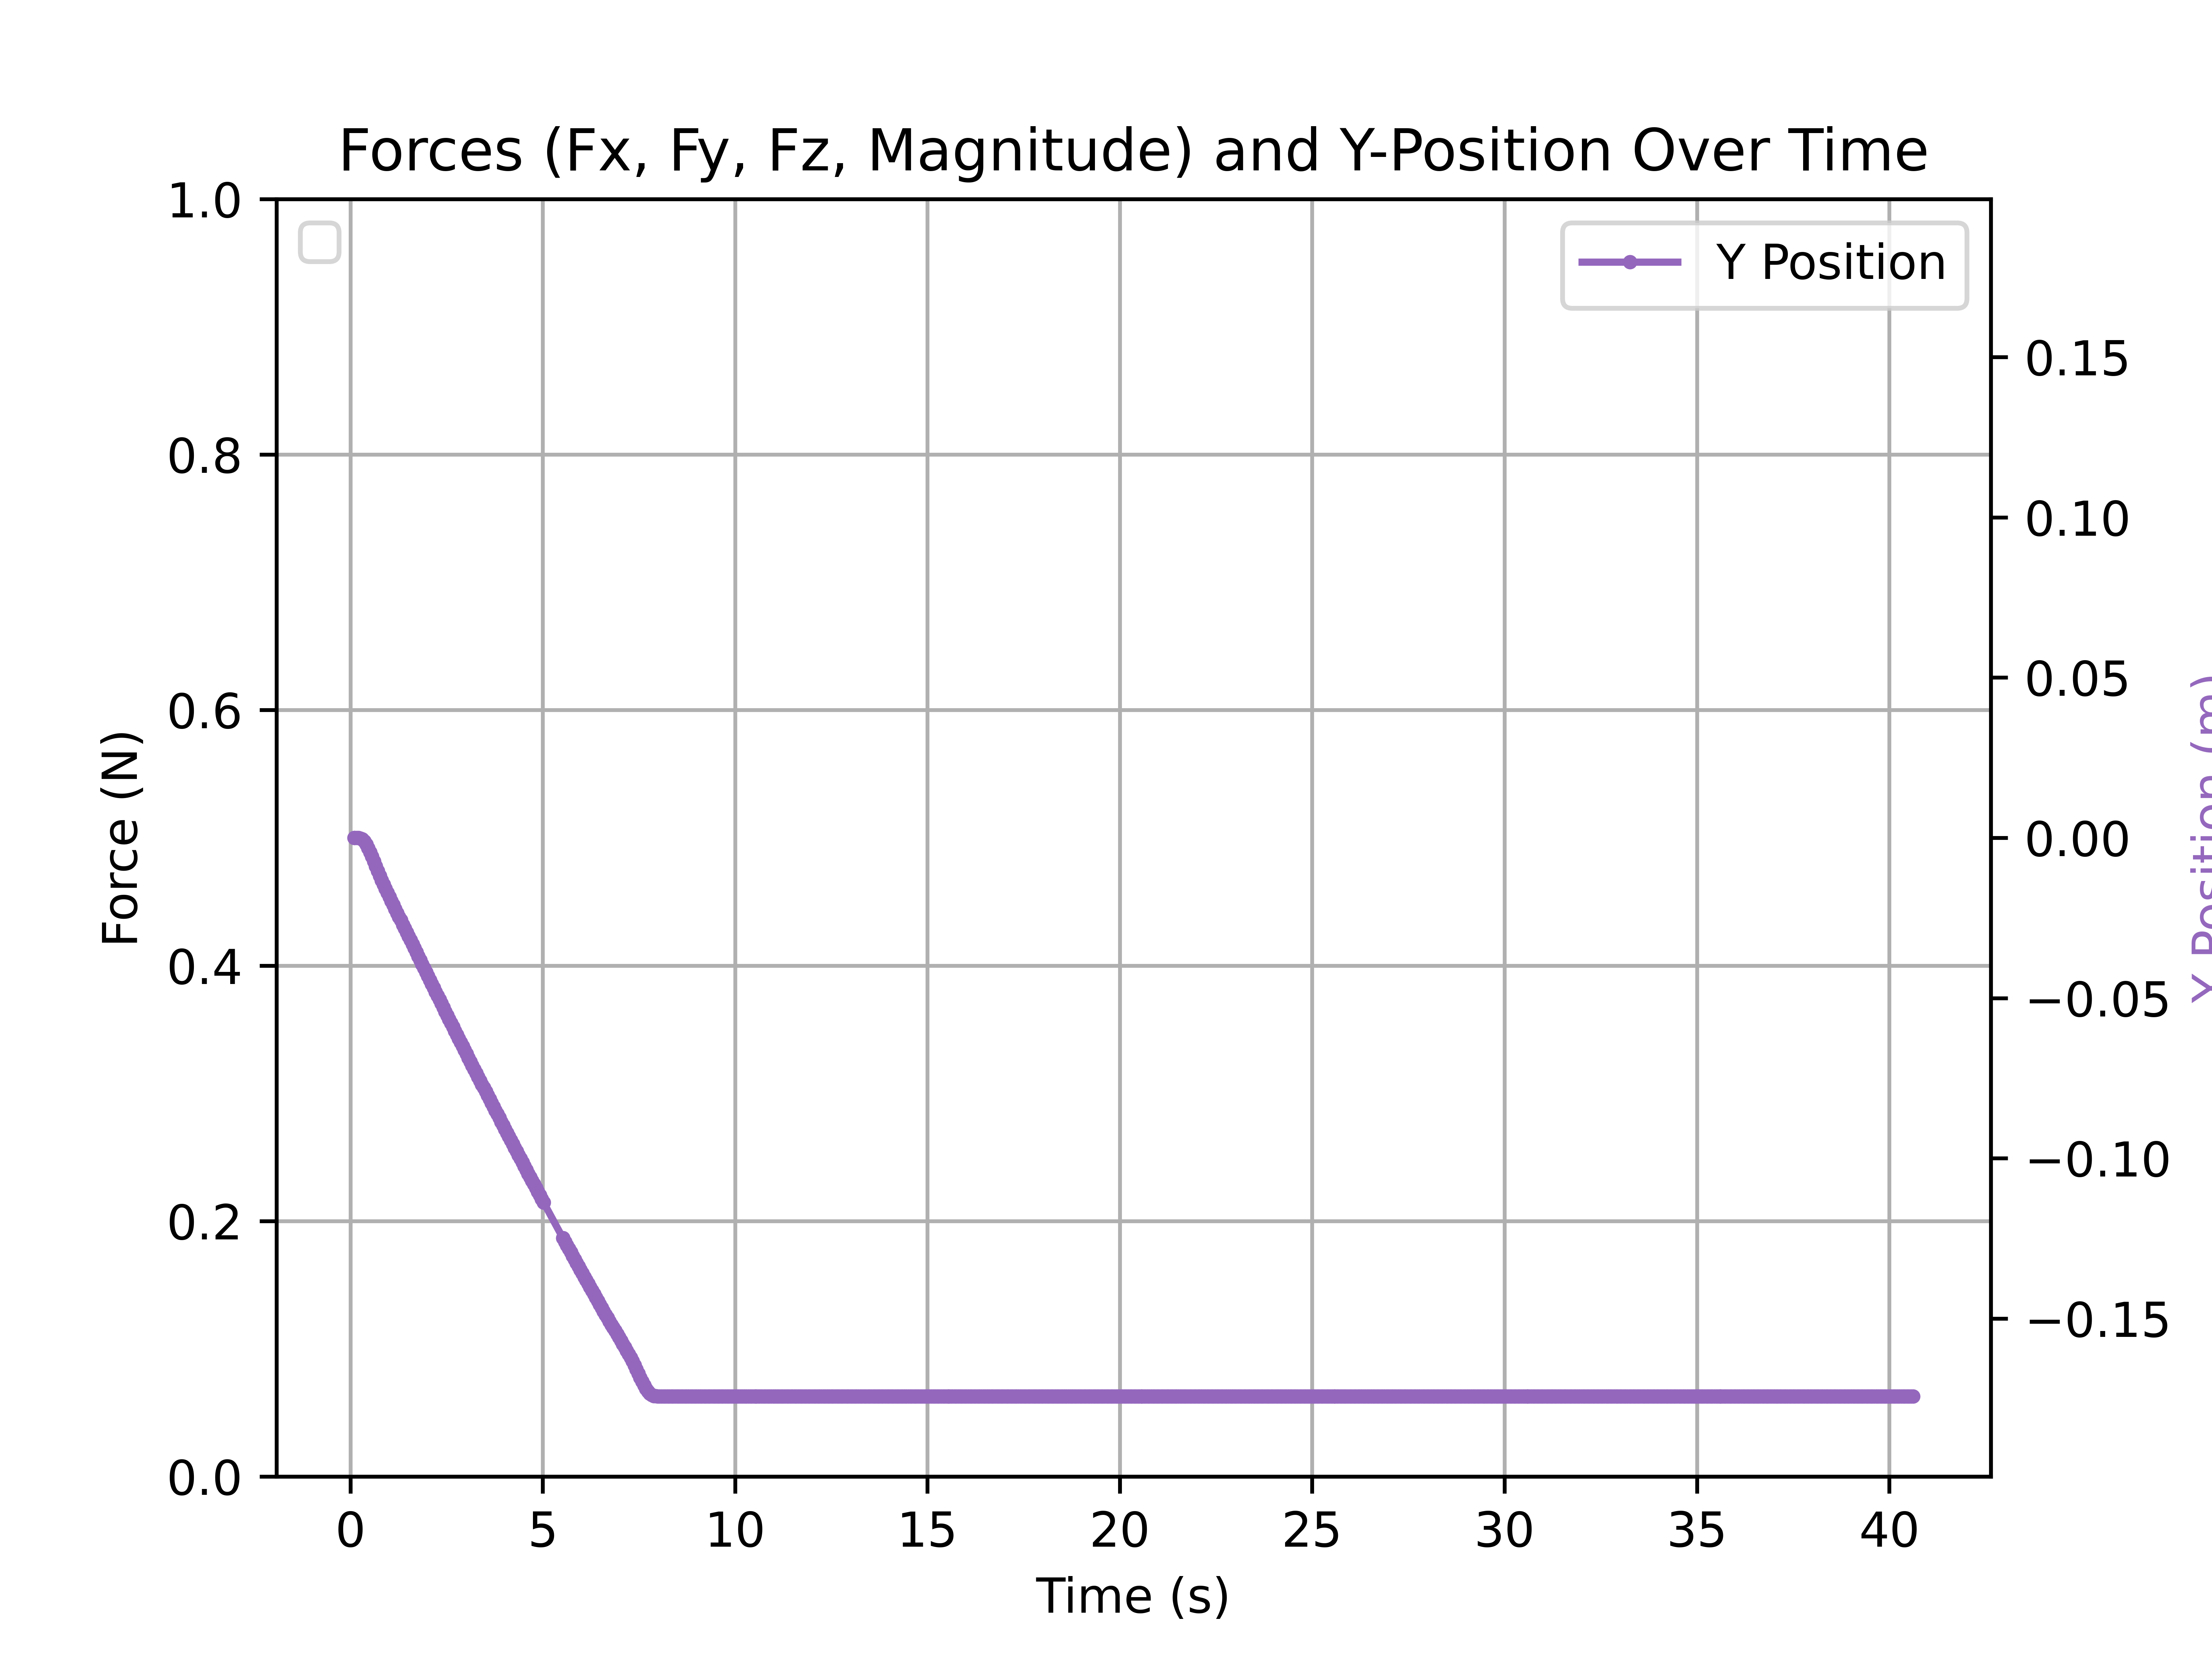 Forces (Fx, Fy, Fz, Magnitude) and Y-Position Over Time
Y Position
1.0
0.8
0.6
0.4
0.2
0.0
Force (N)
0.15
0.10
0.05
0.00
−0.05
−0.10
−0.15
Y Position (m)
0 5 10 15 20 25 30 35 40
Time (s)